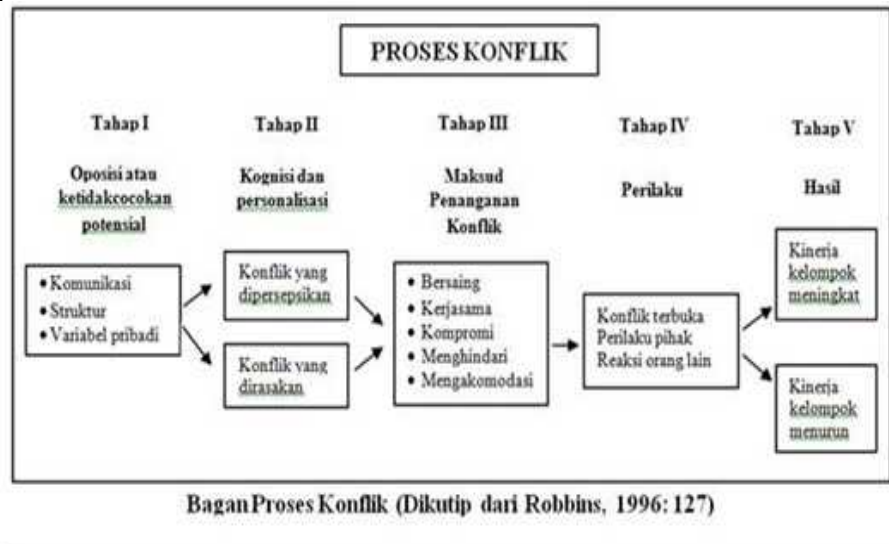 PROSES KONFLIK
Tahap I
Oposisi atau
ketidakcocokan
potensial
• Komunikasi
• Struktur
• Variabel pribadi
Tahap II
Kognisi dan
personalisasi
Konflik yang
dipersepsikan
Konflik yang
dirasakan
Tahap III
Maksud
Penanganan
Konflik
• Bersaing
• Kerjasama
• Kompromi
• Menghindari
• Mengakomodasi
Tahap IV
Perilaku
Konflik terbuka
Perilaku pihak
Reaksi orang lain
Tahap V
Hasil
Kinerja
kelompok
meningkat
Kinerja
kelompok
menurun
Bagan Proses Konflik (Dikutip dari Robbins, 1996: 127)